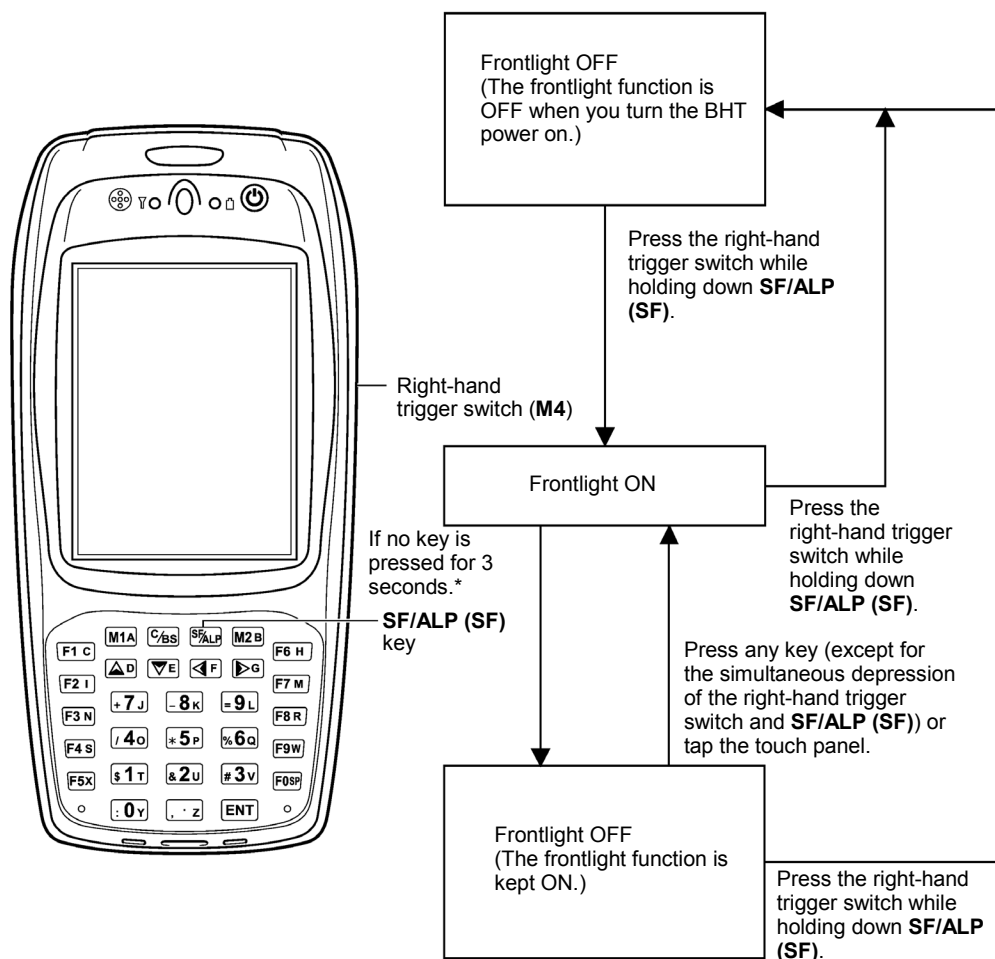 Frontlight OFF
(The frontlight function is
OFF when you turn the BHT
power on.)
Press the right-hand
trigger switch while
holding down SF/ALP
(SF).
Right-hand
trigger switch (M4)
Frontlight ON
Press the
right-hand trigger
switch while
holding down
SF/ALP (SF).
If no key is
pressed for 3
seconds.*
SF/ALP (SF)
key
Press any key (except for
the simultaneous depression
of the right-hand trigger
switch and SF/ALP (SF)) or
tap the touch panel.
Frontlight OFF
(The frontlight function is
kept ON.)
Press the right-hand
trigger switch while
holding down SF/ALP
(SF).
M1A C/BS SF/ALP M2B
F1 C F6 H
D E F G
F2 I F7 M
+7J -8K =9L
F3 N F8 R
/4O *5P %6Q
F4 S F9W
$1T &2U #3V
F5X F0SP
:0Y , . Z ENT